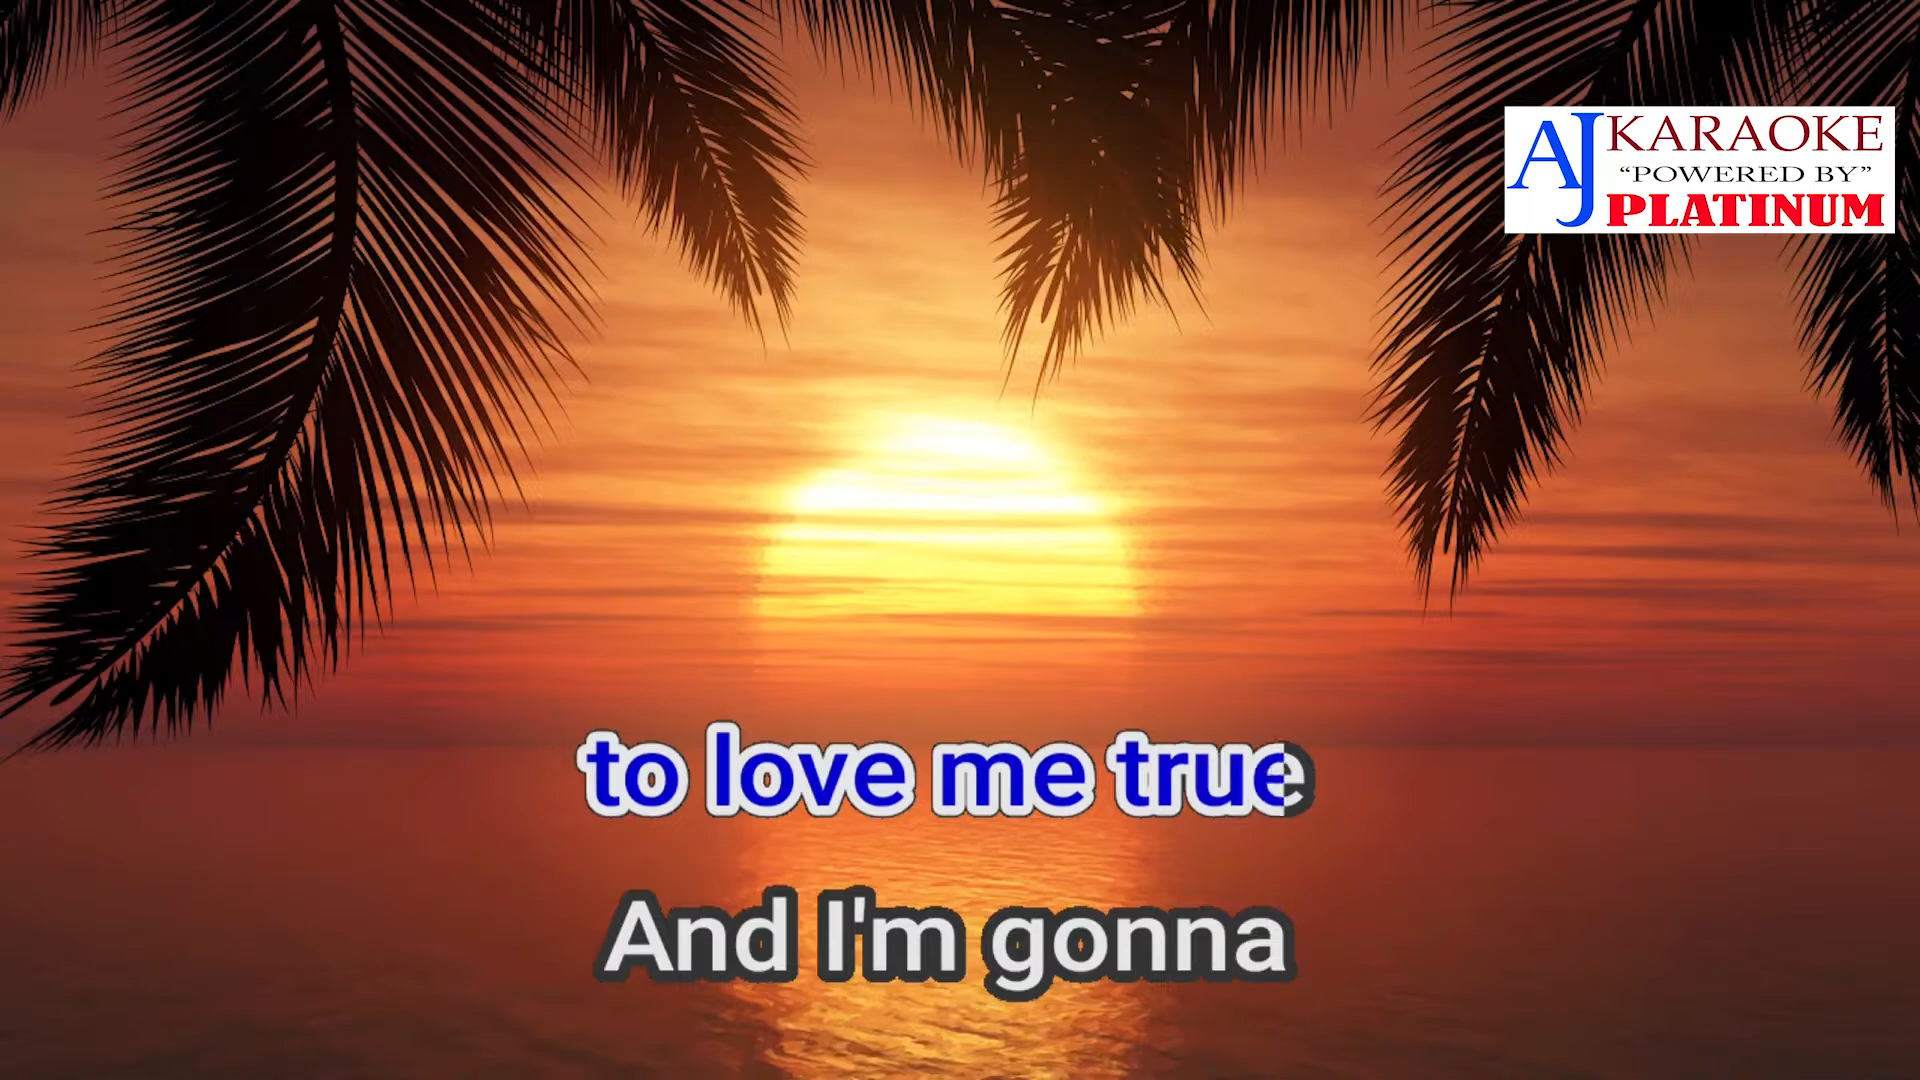 AJ KARAOKE
“POWERED BY”
PLATINUM
to love me true
And I'm gonna